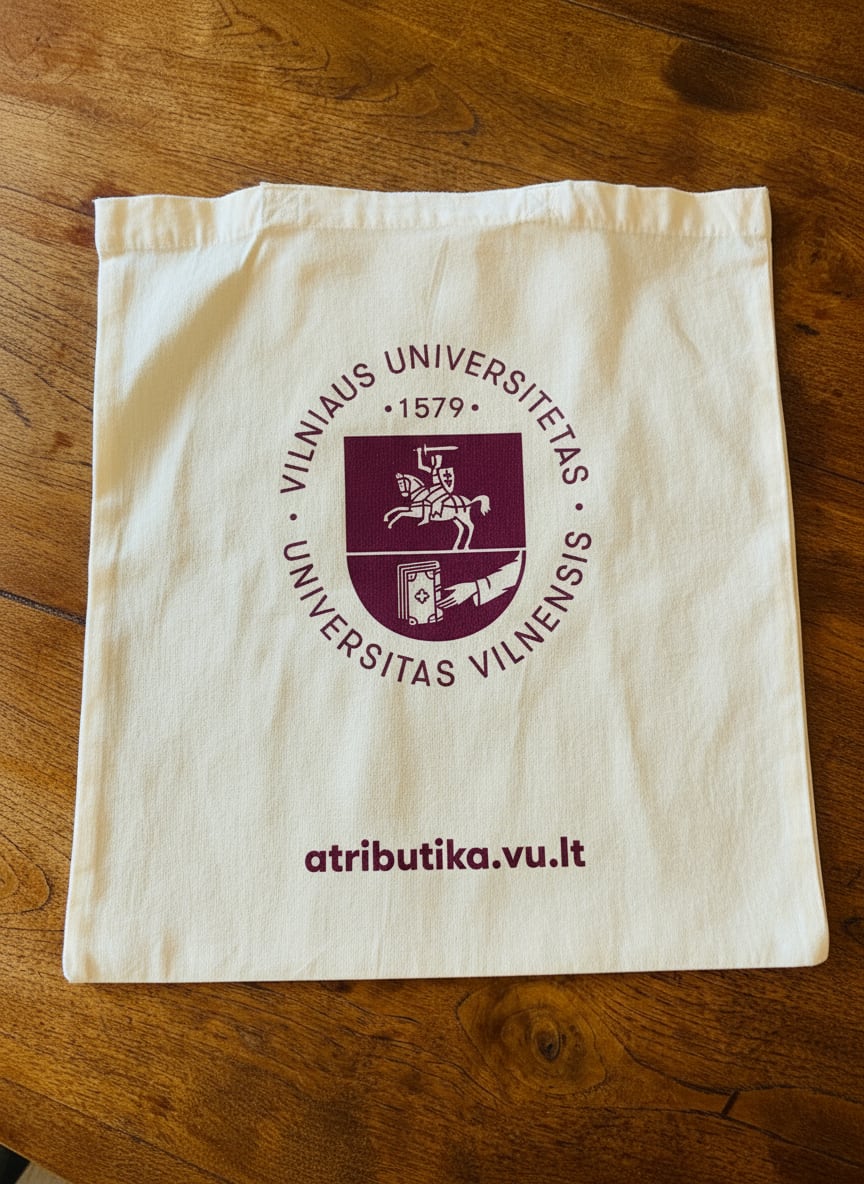 VILNIAUS UNIVERSITETAS
• 1579 •
• UNIVERSITAS VILNENSIS •
atributika.vu.lt